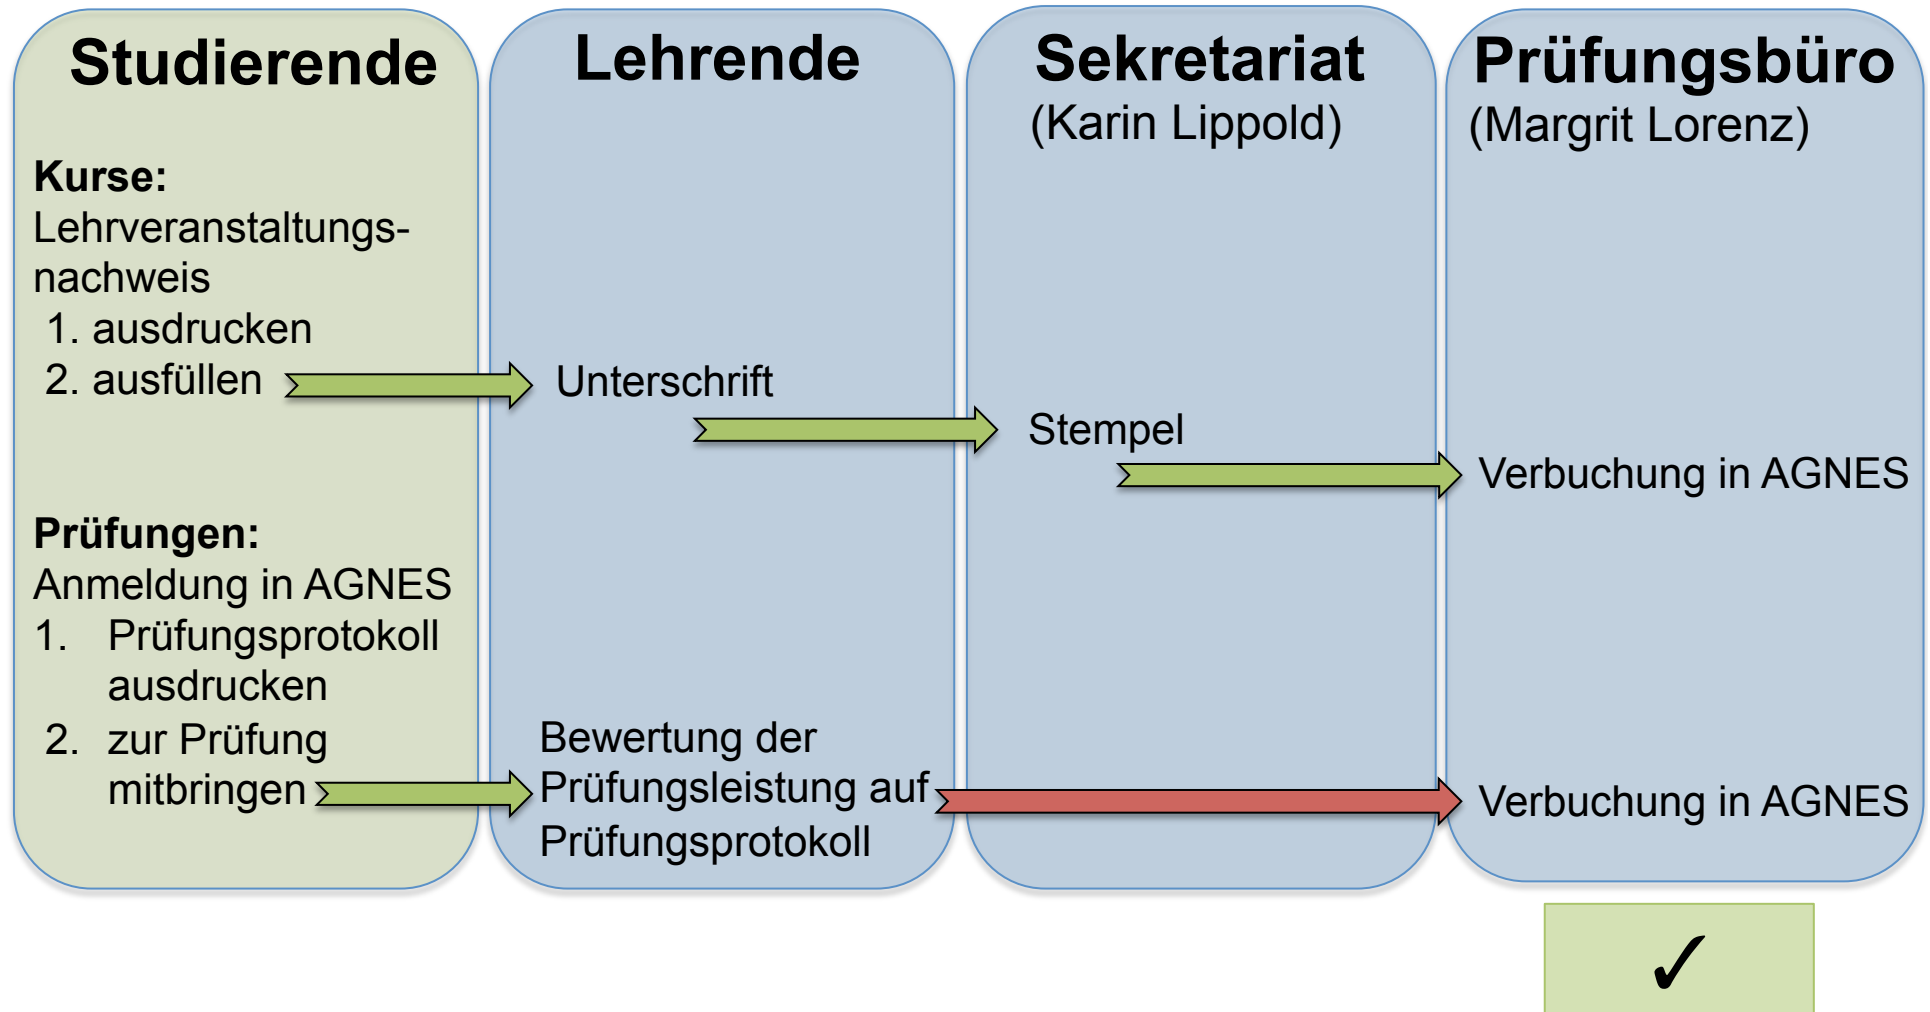 Studierende
Kurse:
Lehrveranstaltungs-
nachweis
1. ausdrucken
2. ausfüllen
Prüfungen:
Anmeldung in AGNES
1. Prüfungsprotokoll
ausdrucken
2. zur Prüfung
mitbringen
Lehrende
Unterschrift
Bewertung der
Prüfungsleistung auf
Prüfungsprotokoll
Sekretariat
(Karin Lippold)
Stempel
Prüfungsbüro
(Margrit Lorenz)
Verbuchung in AGNES
Verbuchung in AGNES
✓